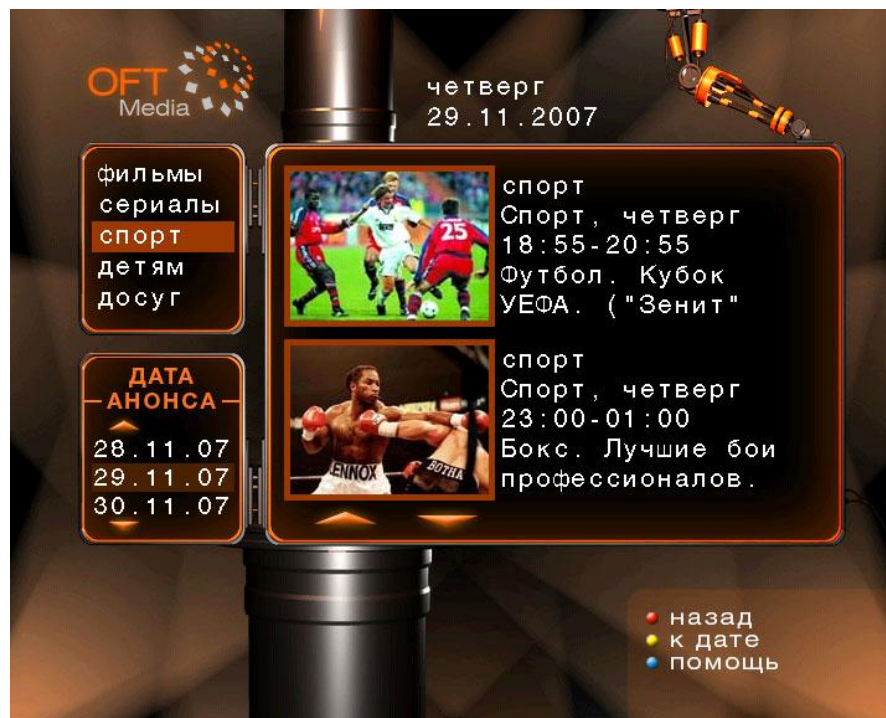 OFT
Media
четверг
29.11.2007
фильмы
сериалы
спорт
детям
досуг
ДАТА
АНОНСА
28.11.07
29.11.07
30.11.07
спорт
Спорт, четверг
18:55-20:55
Футбол. Кубок
УЕФА. ("Зенит"
25
спорт
Спорт, четверг
23:00-01:00
Бокс. Лучшие бои
профессионалов.
ENNOX
BOTHA
назад
к дате
помощь